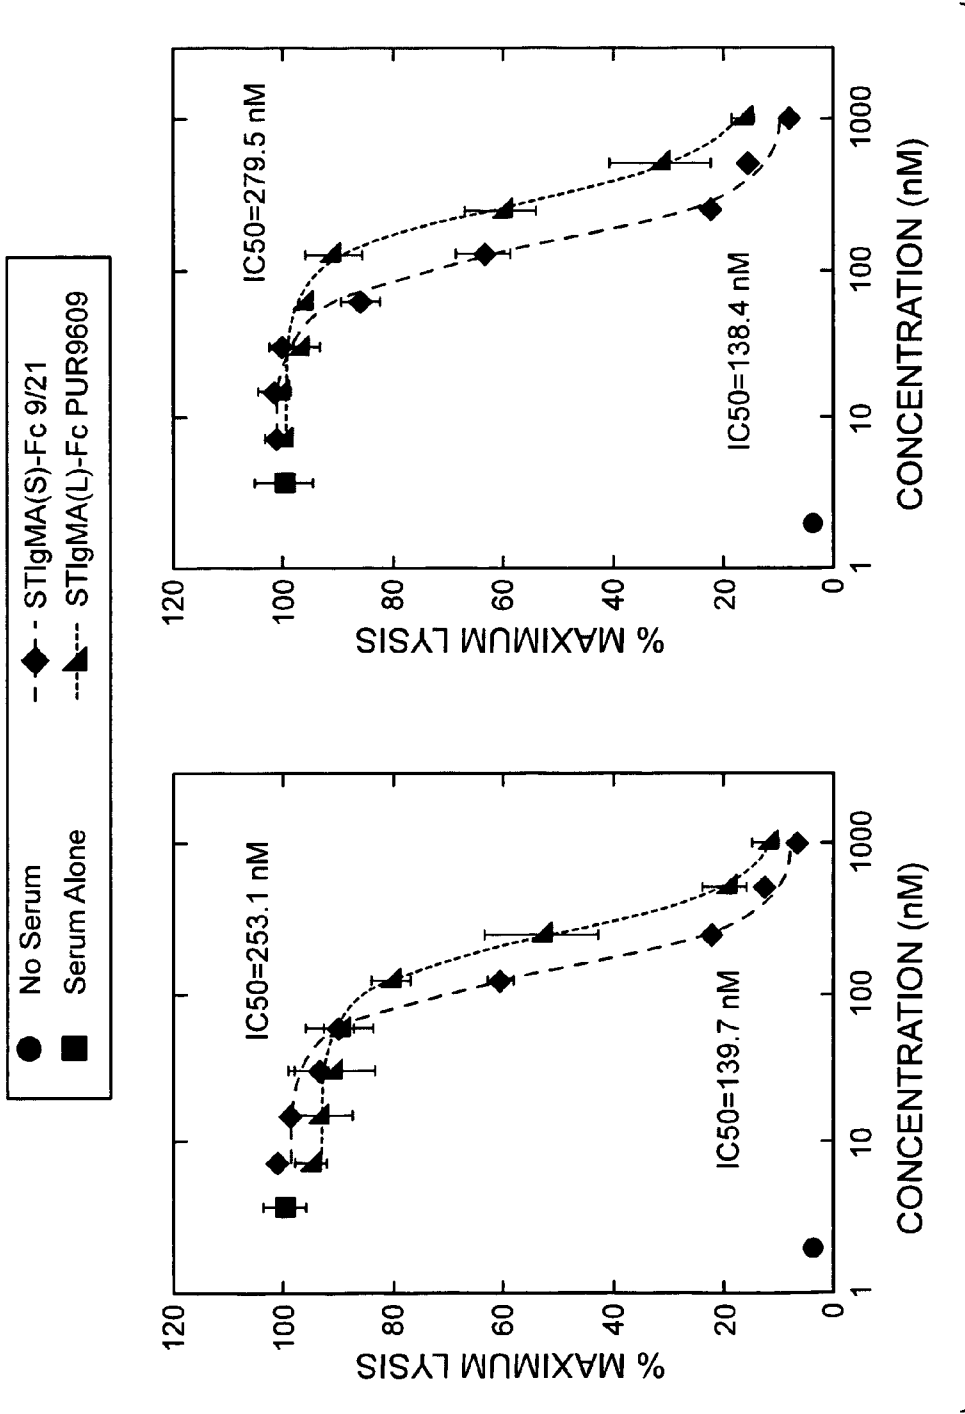 No Serum
Serum Alone
STIgMA(S)-Fc 9/21
STIgMA(L)-Fc PUR9609
120
100
80
60
40
20
0
% MAXIMUM LYSIS
1
10
100
1000
CONCENTRATION (nM)
IC50=253.1 nM
IC50=139.7 nM
120
100
80
60
40
20
0
% MAXIMUM LYSIS
1
10
100
1000
CONCENTRATION (nM)
IC50=279.5 nM
IC50=138.4 nM